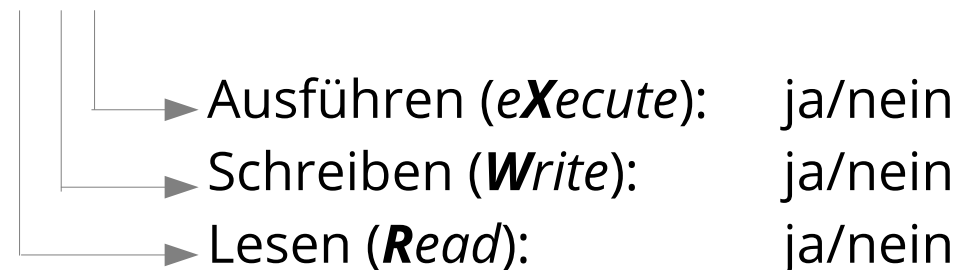 Ausführen (eXecute): ja/nein
Schreiben (Write): ja/nein
Lesen (Read): ja/nein